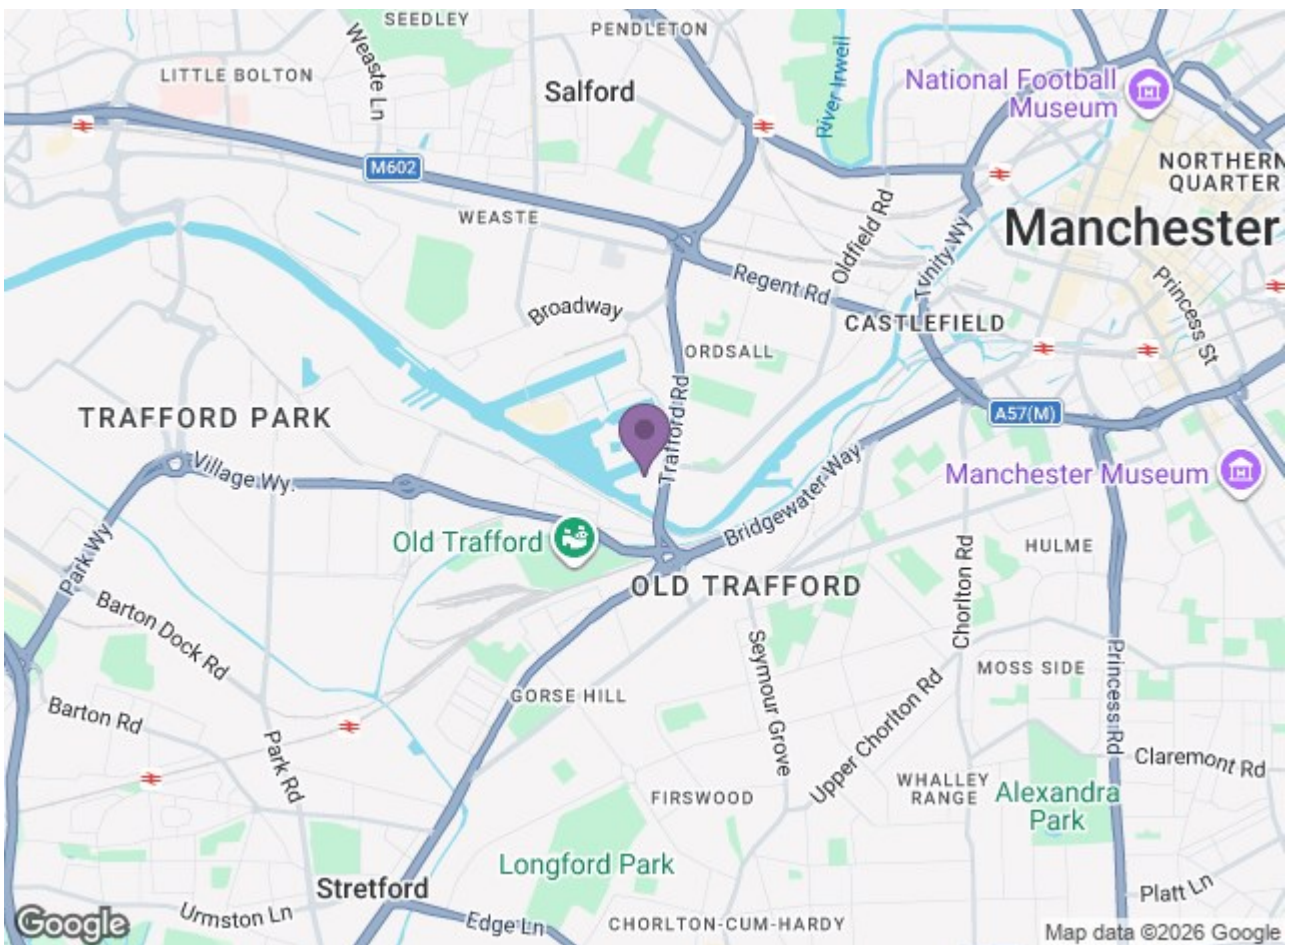 SEEDLEY
PENDLETON
Weaste Ln
LITTLE BOLTON
Salford
River Irwell
National Football
Museum
M602
NORTHERN
QUARTER
WEASTE
Oldfield Rd
Manchester
Trinity Wy
Regent Rd
Princess St
Broadway
CASTLEFIELD
ORDSALL
Trafford Rd
TRAFFORD PARK
A57(M)
Village Wy.
Bridgewater Way
Manchester Museum
Park Wy
Old Trafford
HULME
OLD TRAFFORD
Chorlton Rd
Barton Dock Rd
Seymour Grove
MOSS SIDE
Princess Rd
GORSE HILL
Upper Chorlton Rd
Barton Rd
Park Rd
Claremont Rd
WHALLEY
RANGE
FIRSWOOD
Alexandra
Park
Longford Park
Stretford
Platt Ln
Urmston Ln
Edge Ln
CHORLTON-CUM-HARDY
Google
Map data ©2026 Google